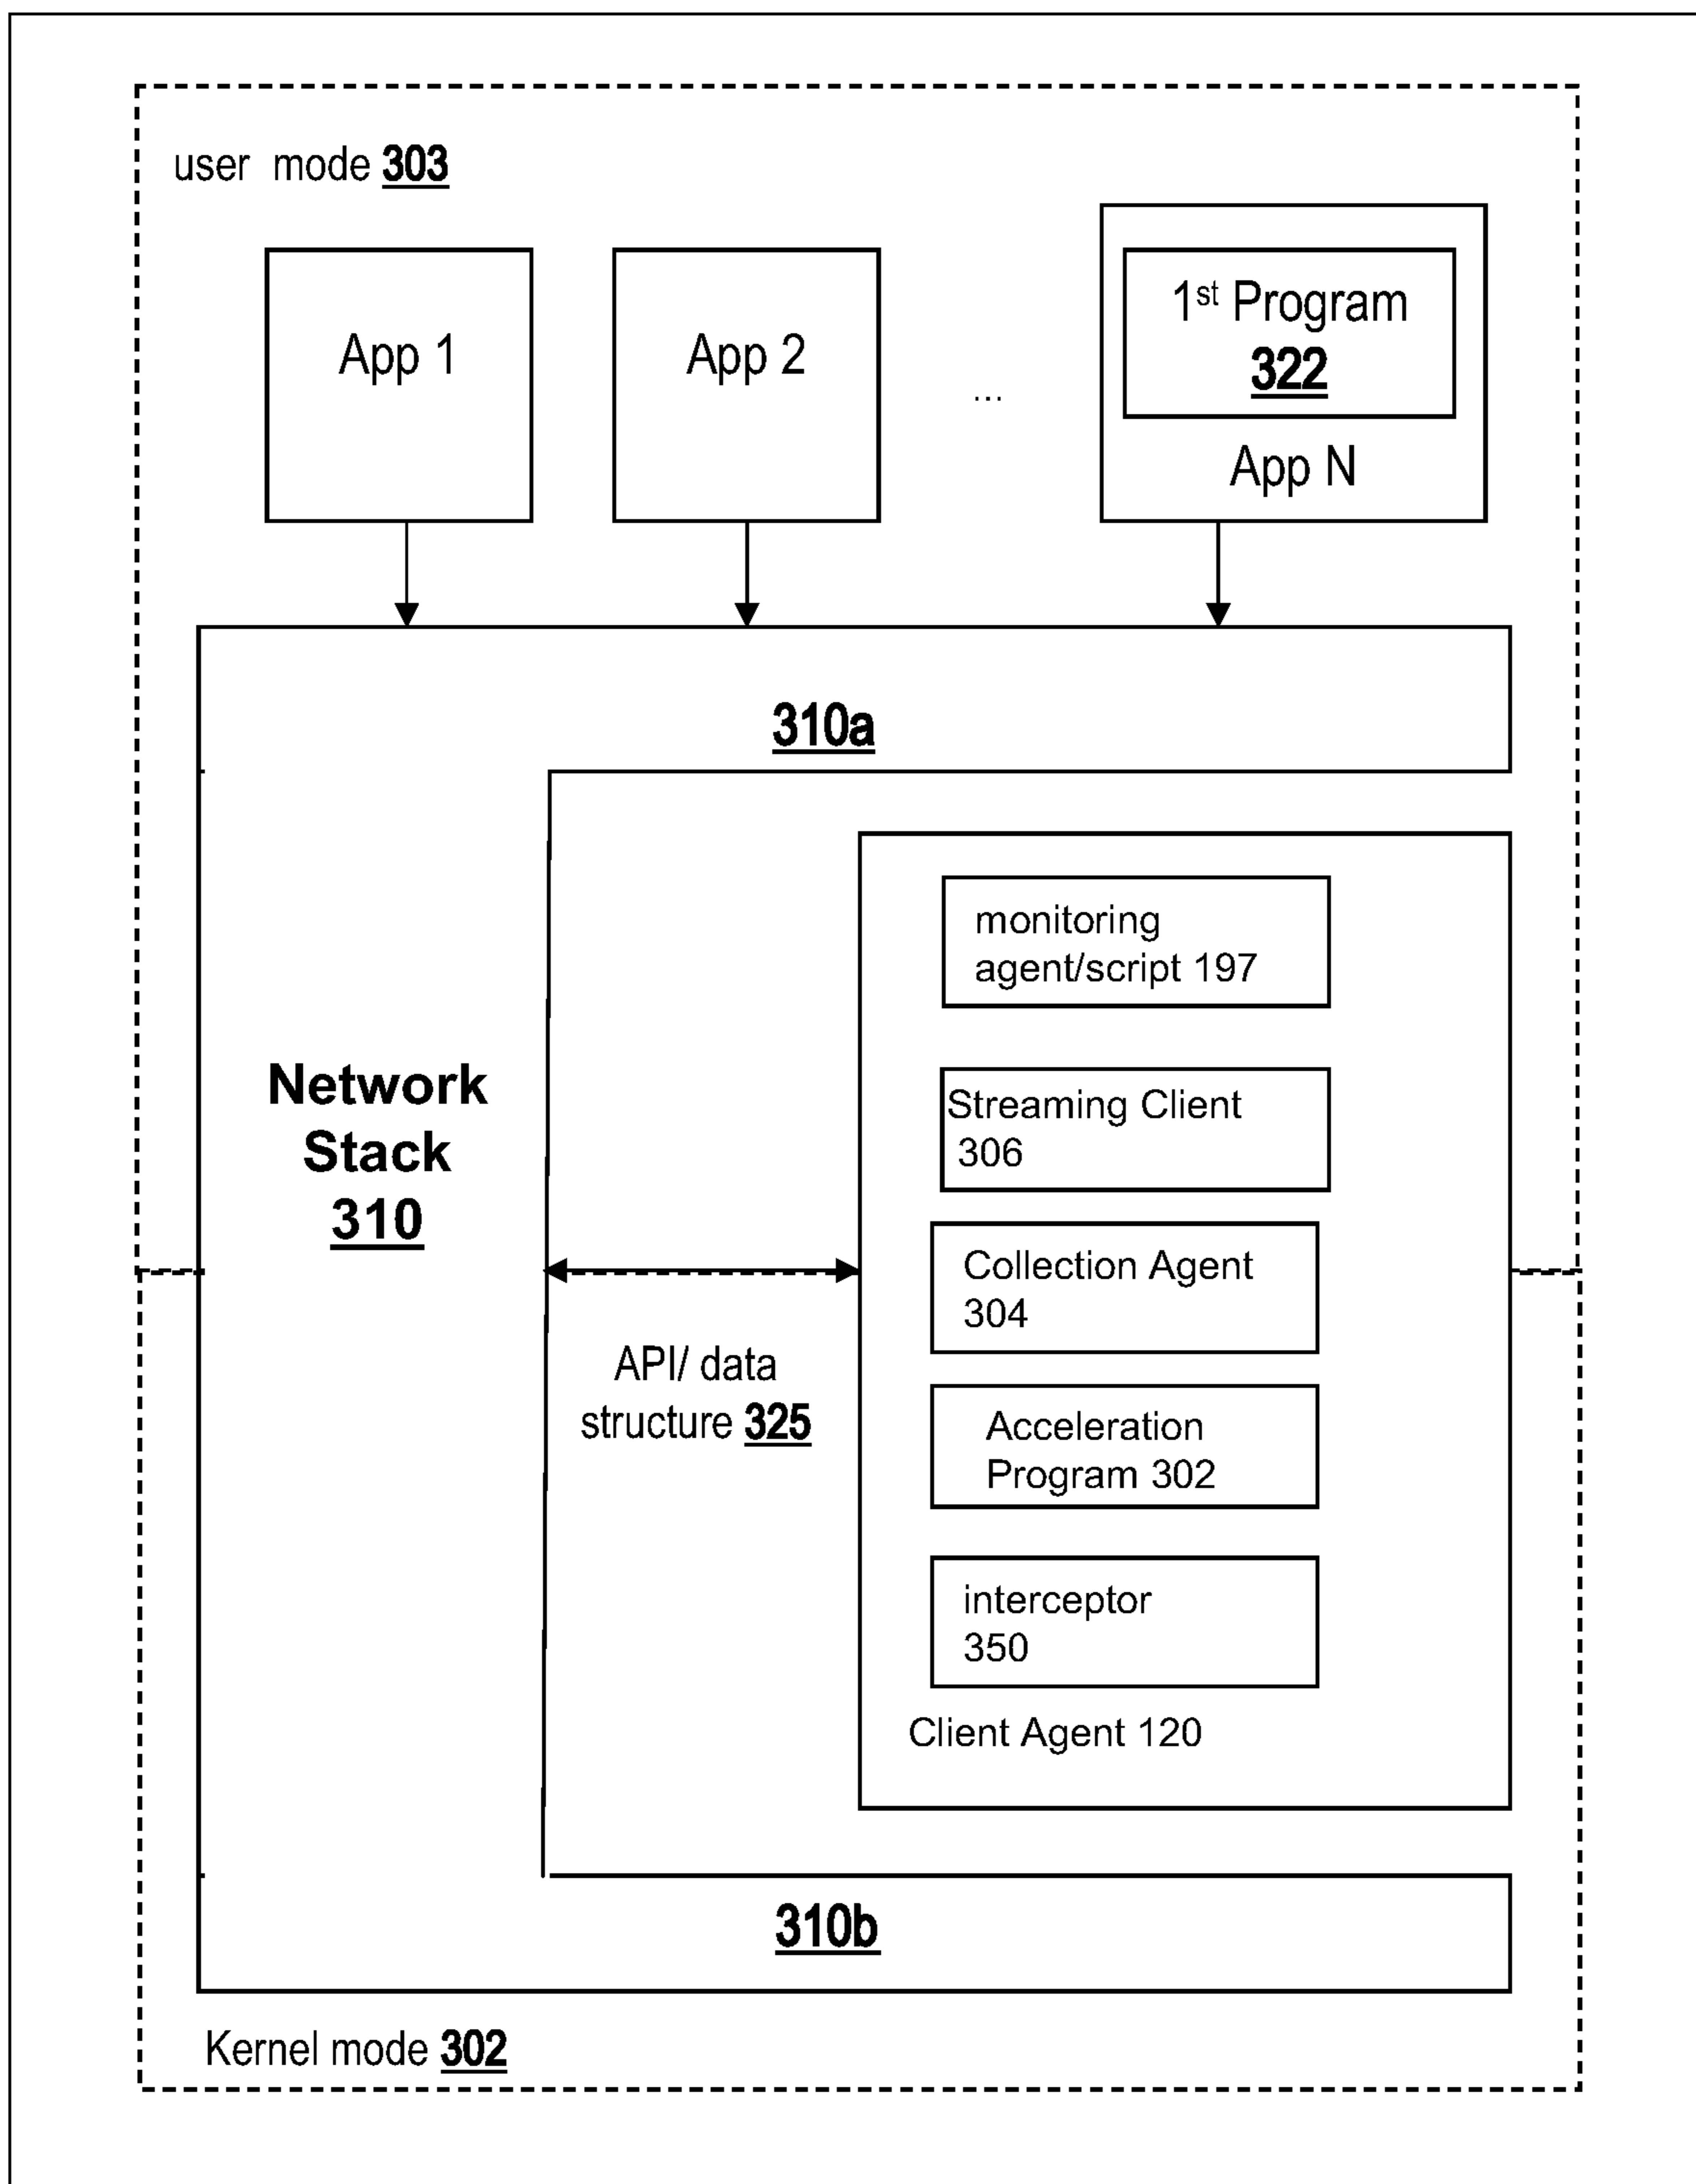 user mode 303
App 1
App 2
...
1st Program
322
App N
310a
Network
Stack
310
API/ data
structure 325
monitoring
agent/script 197
Streaming Client
306
Collection Agent
304
Acceleration
Program 302
interceptor
350
Client Agent 120
310b
Kernel mode 302